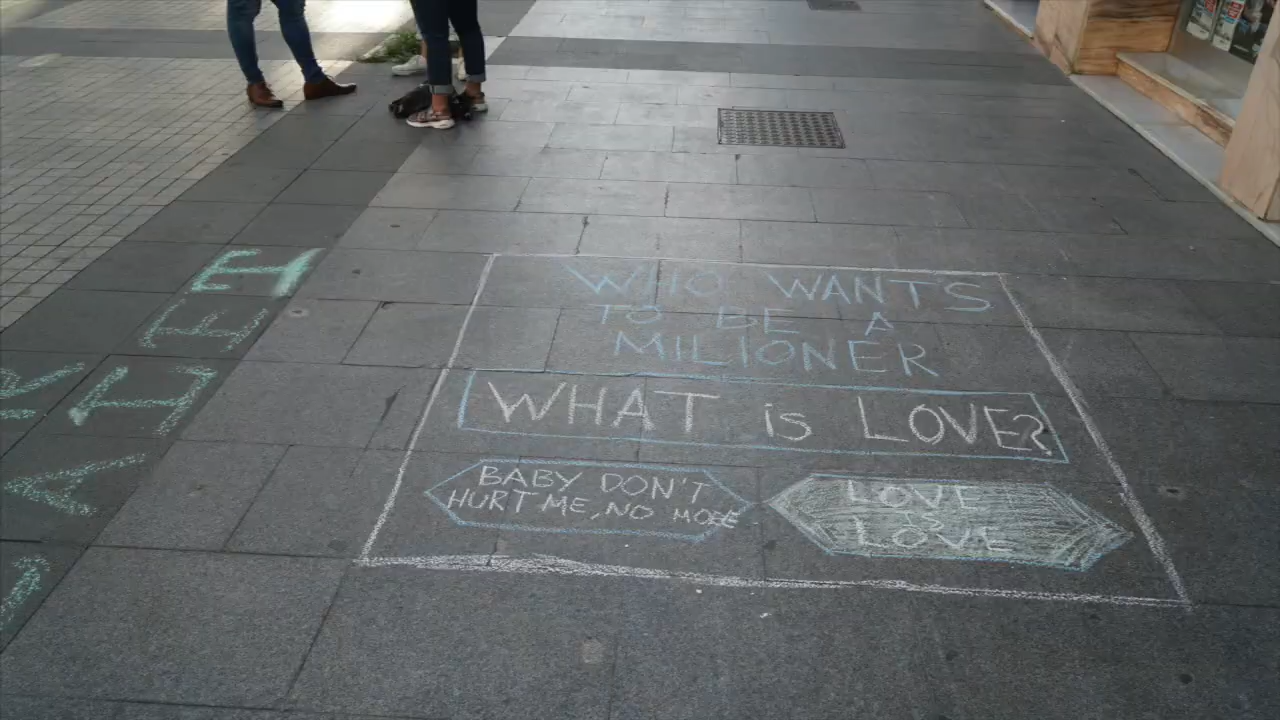 WHO WANTS
TO BE A
MILIONER
WHAT is LOVE?
BABY DON'T
HURT ME, NO MORE
LOVE
IS
LOVE